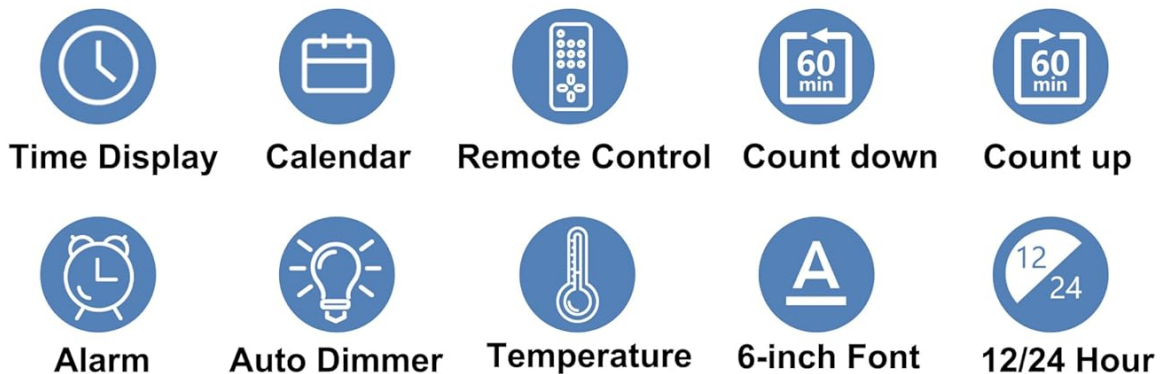 60
min
60
min
Time Display
Calendar
Remote Control
Count down
Count up
12
24
A
Alarm
Auto Dimmer
Temperature
6-inch Font
12/24 Hour